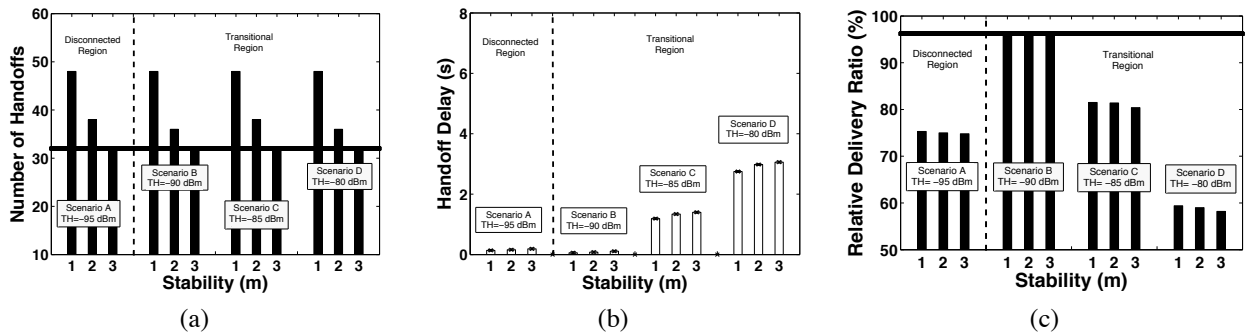 60
50
40
30
20
10
Number of Handoffs
Disconnected
Region
Transitional
Region
Scenario A
TH=−95 dBm
Scenario B
TH=−90 dBm
Scenario C
TH=−85 dBm
Scenario D
TH=−80 dBm
1 2 3 1 2 3 1 2 3 1 2 3
Stability (m)
(a)
8
6
4
2
0
Handoff Delay (s)
Disconnected
Region
Transitional
Region
Scenario A
TH=−95 dBm
Scenario B
TH=−90 dBm
Scenario C
TH=−85 dBm
Scenario D
TH=−80 dBm
1 2 3 1 2 3 1 2 3 1 2 3
Stability (m)
(b)
100
90
80
70
60
50
Relative Delivery Ratio (%)
Disconnected
Region
Transitional
Region
Scenario A
TH=−95 dBm
Scenario B
TH=−90 dBm
Scenario C
TH= −85 dBm
Scenario D
TH= −80 dBm
1 2 3 1 2 3 1 2 3 1 2 3
Stability (m)
(c)